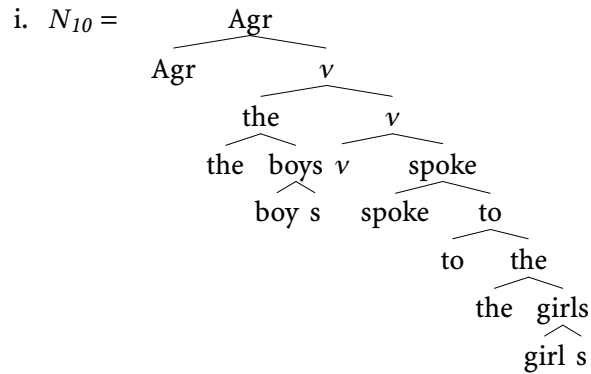 i. N10 = Agr
Agr v
the v
the boys v spoke
boy s spoke to
to the
the girls
girl s